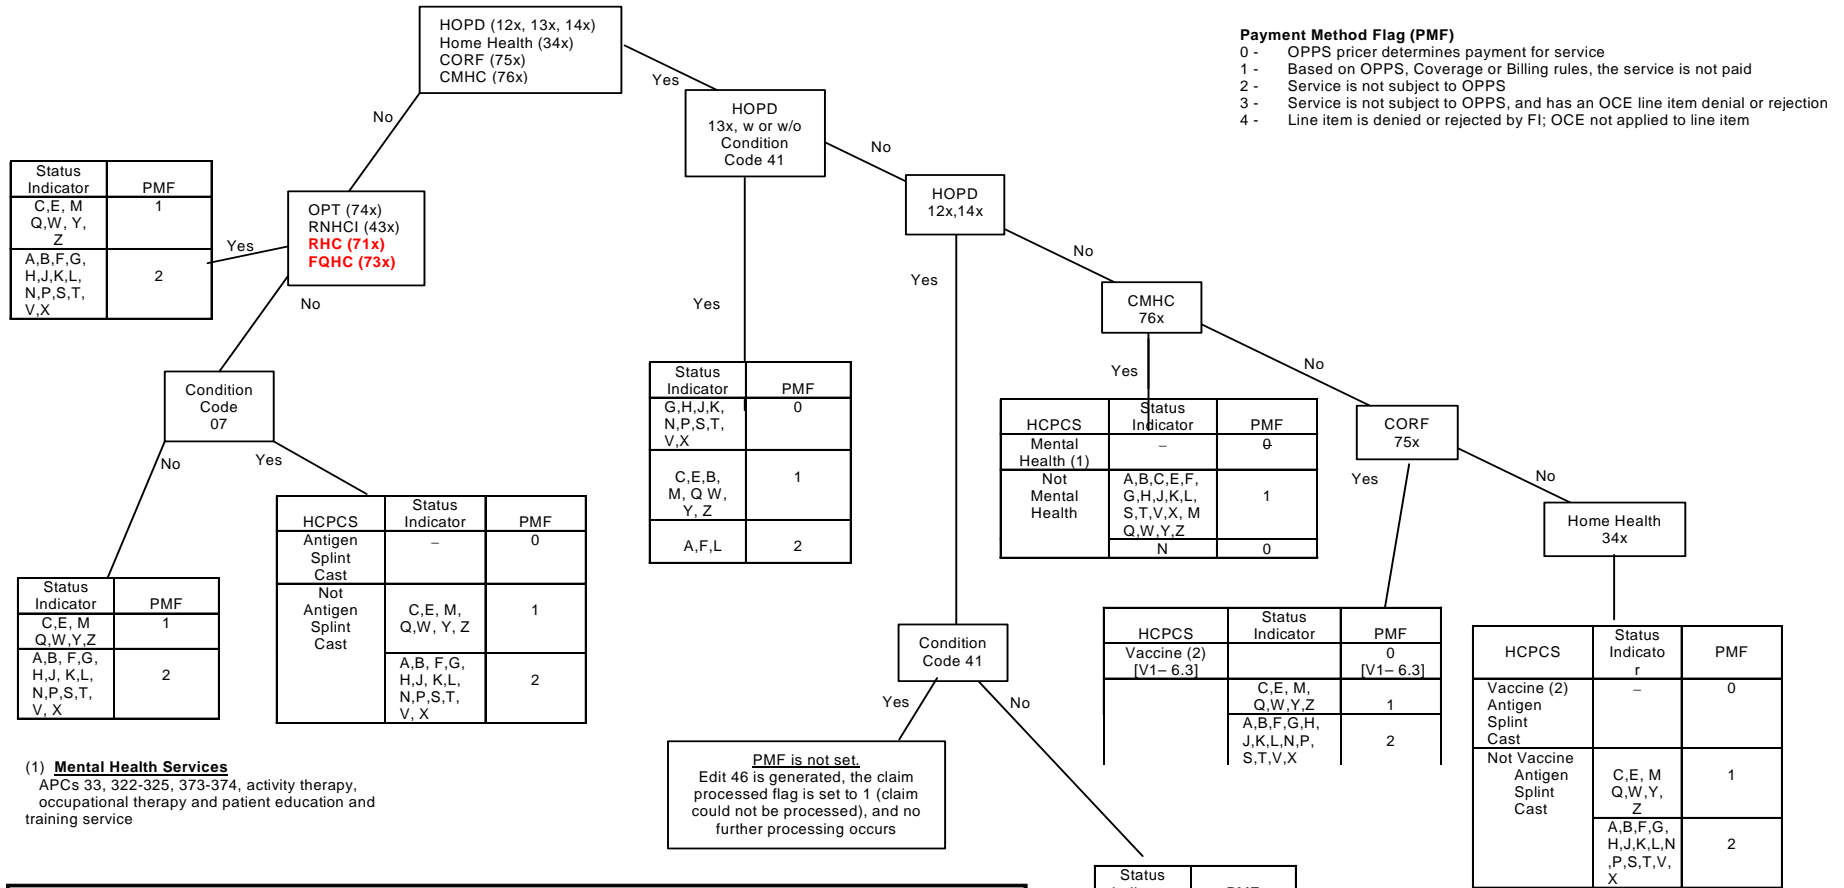 HOPD (12x, 13x, 14x)
Home Health (34x)
CORF (75x)
CMHC (76x)
Payment Method Flag (PMF)
0 - OPPS pricer determines payment for service
1 - Based on OPPS, Coverage or Billing rules, the service is not paid
2 - Service is not subject to OPPS
3 - Service is not subject to OPPS, and has an OCE line item denial or rejection
4 - Line item is denied or rejected by FI; OCE not applied to line item
Yes
No
HOPD
13x, w or w/o
Condition
Code 41
No
HOPD
12x,14x
Status
Indicator PMF
C,E, M 1
Q,W, Y,
Z
A,B,F,G, 
H,J,K,L, 2
N,P,S,T,
V,X
Yes
OPT (74x)
RNHCI (43x)
RHC (71x)
FQHC (73x)
No
Yes
Yes
No
CMHC
76x
Condition
Code
07
No
Yes
Status
Indicator PMF
G,H,J,K, 0
N,P,S,T,
V,X
C,E,B, 1
M, Q W,
Y, Z
A,F,L 2
Yes
No
HCPCS Status
Indicator PMF
Mental – 0
Health (1)
Not A,B,C,E,F,
Mental G,H,J,K,L, 1
Health S,T,V,X, M
Q,W,Y,Z
N 0
CORF
75x
Yes
No
Home Health
34x
HCPCS Status
Indicator PMF
Antigen – 0
Splint
Cast
Not
Antigen C,E, M, 1
Splint Q,W, Y, Z
Cast
A,B, F,G,
H,J, K,L, 2
N,P,S,T,
V, X
Status
Indicator PMF
C,E, M 1
Q,W,Y,Z
A,B, F,G,
H,J, K,L, 2
N,P,S,T,
V, X
Condition
Code 41
Yes
No
PMF is not set.
Edit 46 is generated, the claim
processed flag is set to 1 (claim
could not be processed), and no
further processing occurs
Status
HCPCS Indicator PMF
Vaccine (2) 0
[V1– 6.3] [V1– 6.3]
C,E, M,
Q,W,Y,Z 1
A,B,F,G,H,
J,K,L,N,P, 2
S,T,V,X
Status
HCPCS Indicato PMF
r
Vaccine (2) – 0
Antigen
Splint
Cast
Not Vaccine
Antigen C,E, M 1
Splint Q,W,Y,
Cast Z
A,B,F,G,
H,J,K,L,N 2
,P,S,T,V,
X
(1) Mental Health Services
APCs 33, 322-325, 373-374, activity therapy,
occupational therapy and patient education and
training service
Status